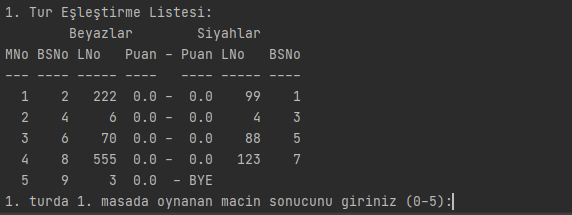 1. Tur Eşleştirme Listesi:
        Beyazlar        Siyahlar
MNo BSNo LNo   Puan – Puan LNo   BSNo
--- ---- ----  ----   ---- ----  ----
  1    2  222   0.0 –  0.0   99    1
  2    4    6   0.0 –  0.0    4    3
  3    6   70   0.0 –  0.0   88    5
  4    8  555   0.0 –  0.0  123    7
  5    9    3   0.0  – BYE
1. turda 1. masada oynanan macin sonucunu giriniz (0–5):